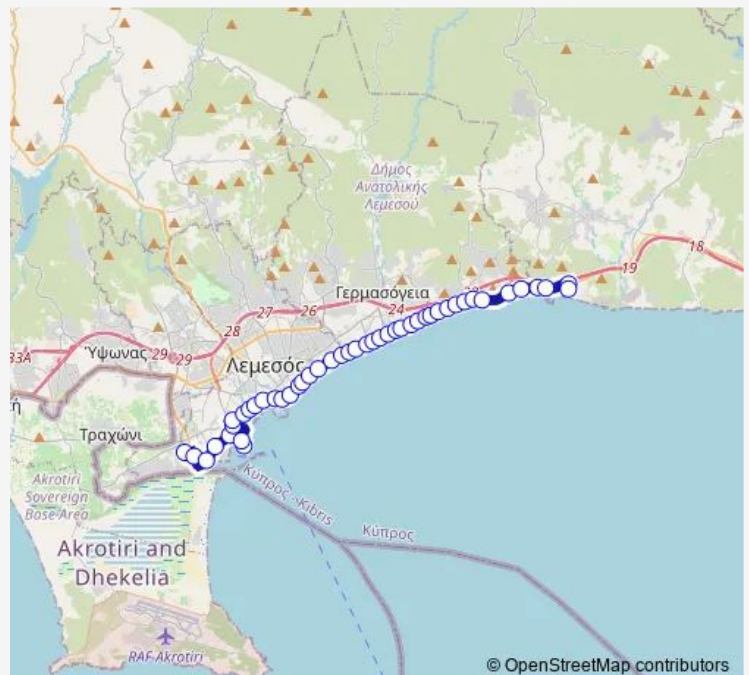 Δήμος
Ανατολικής
Λεμεσού
18
19
Γερμασόγεια
24
26
27
28
Ύψωνας
29
29
33A
Λεμεσός
Τραχώνι
Akrotiri
Sovereign
Base Area
Κύπρος - Kıbrıs
Κύπρος
Akrotiri and
Dhekelia
RAF Akrotiri
© OpenStreetMap contributors